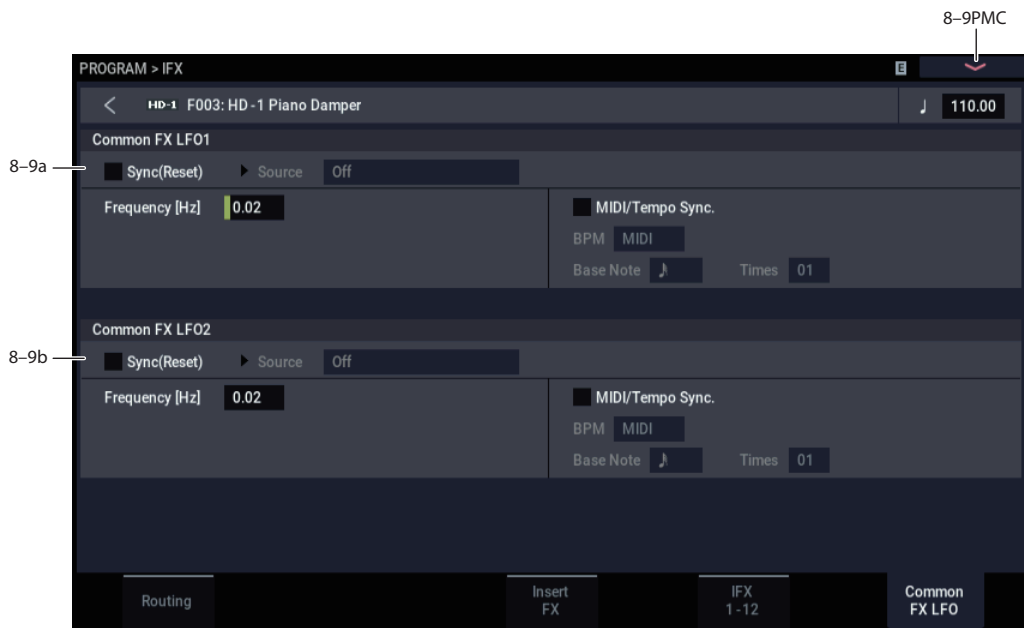 8–9PMC
PROGRAM > IFX
E
HD-1 F003: HD-1 Piano Damper
♩ 110.00
Common FX LFO1
8–9a
Sync(Reset) Source Off
Frequency [Hz] 0.02
MIDI/Tempo Sync.
BPM MIDI
Base Note Times 01
Common FX LFO2
8–9b
Sync(Reset) Source Off
Frequency [Hz] 0.02
MIDI/Tempo Sync.
BPM MIDI
Base Note Times 01
Routing
Insert
FX
IFX
1-12
Common
FX LFO